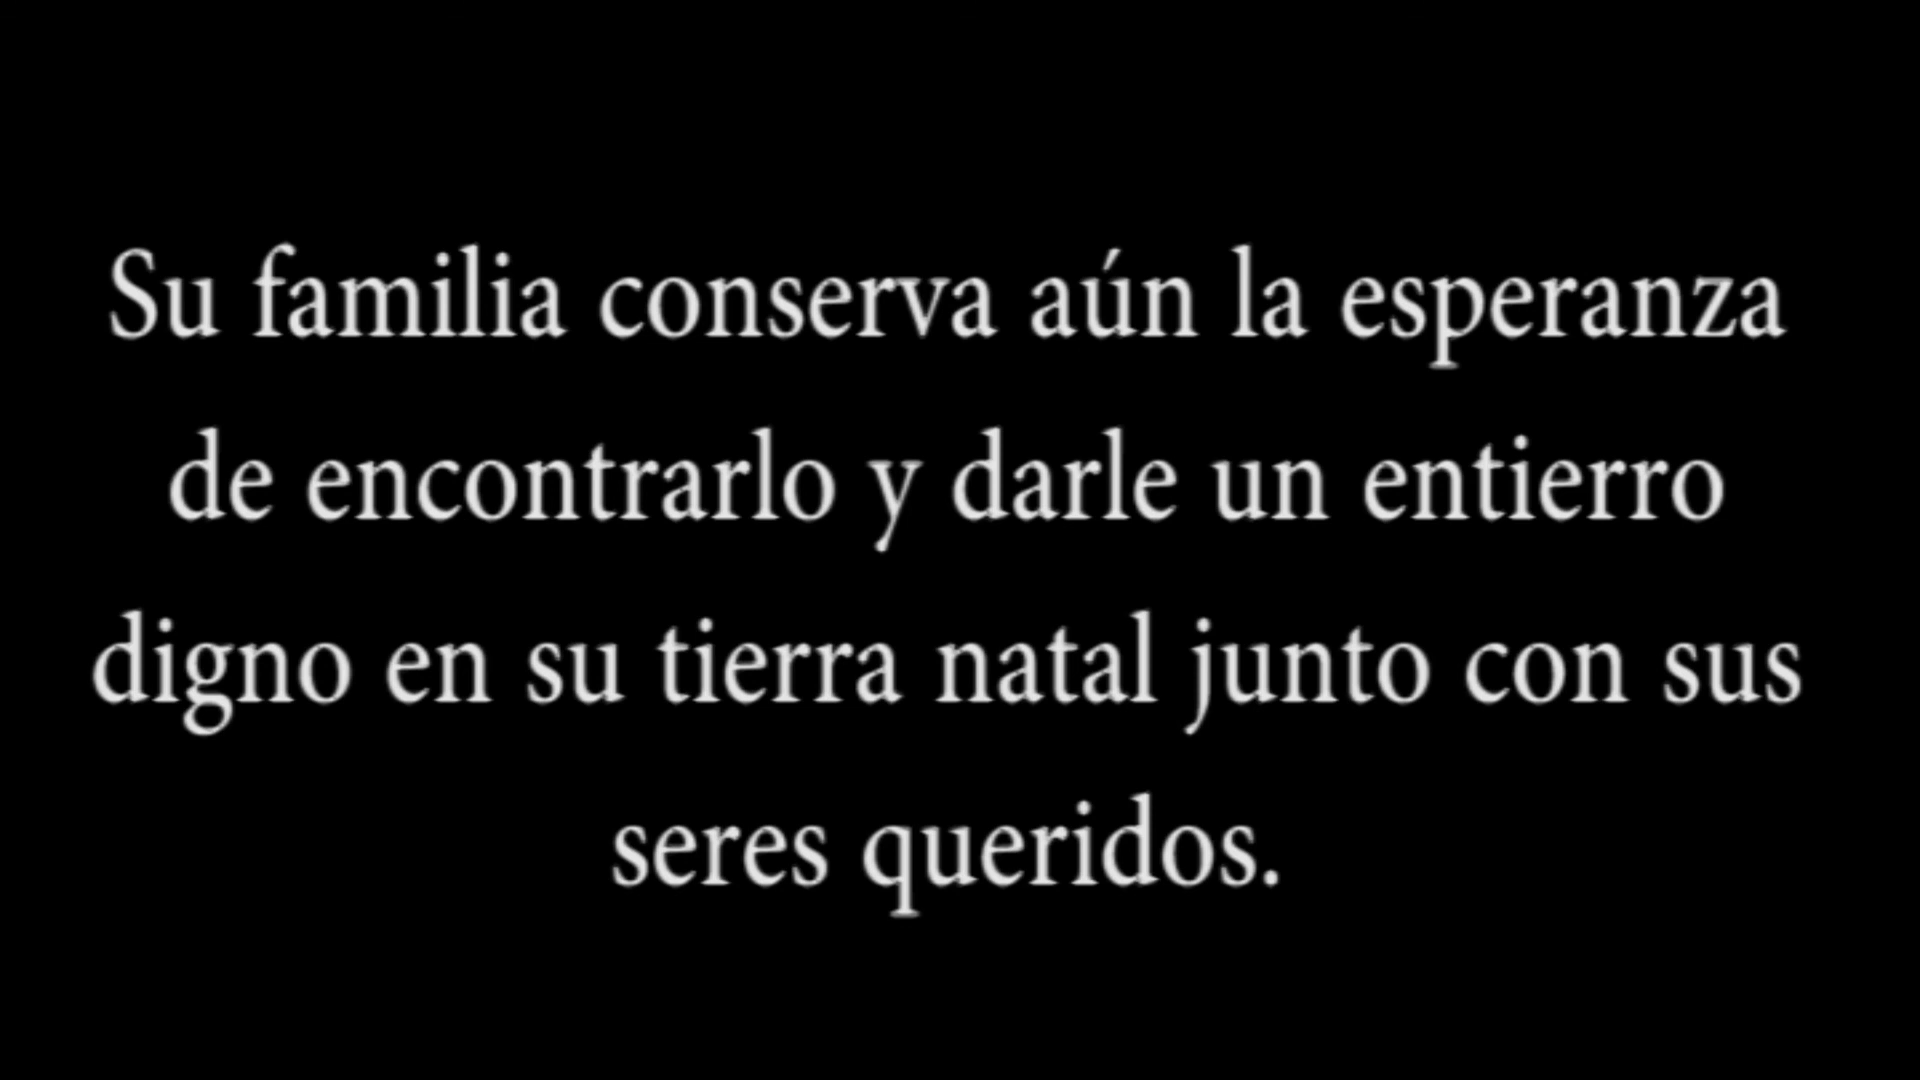 Su familia conserva aún la esperanza
de encontrarlo y darle un entierro
digno en su tierra natal junto con sus
seres queridos.